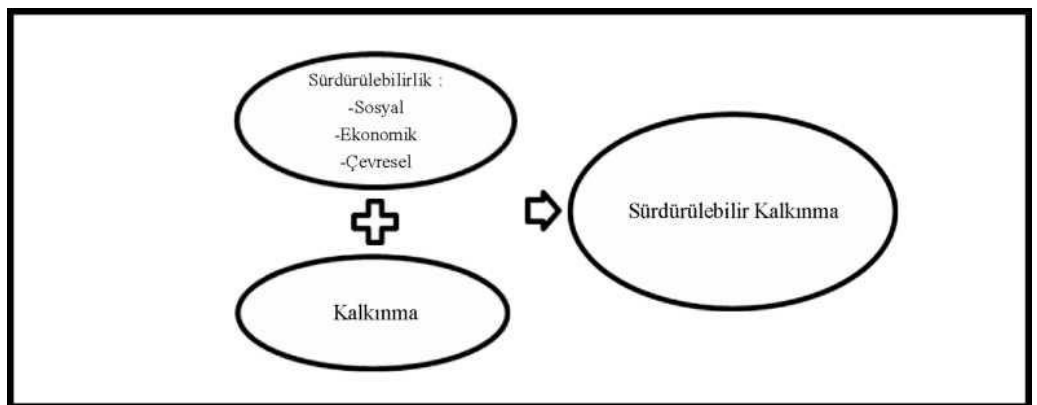 Sürdürülebilirlik :
-Sosyal
-Ekonomik
-Çevresel
Kalkınma
Sürdürülebilir Kalkınma